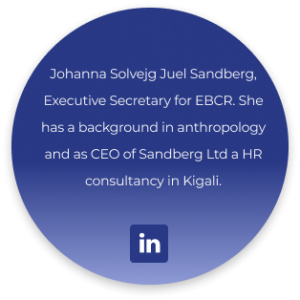 Johanna Solvejg Juel Sandberg,
Executive Secretary for EBCR. She
has a background in anthropology
and as CEO of Sandberg Ltd a HR
consultancy in Kigali.
in